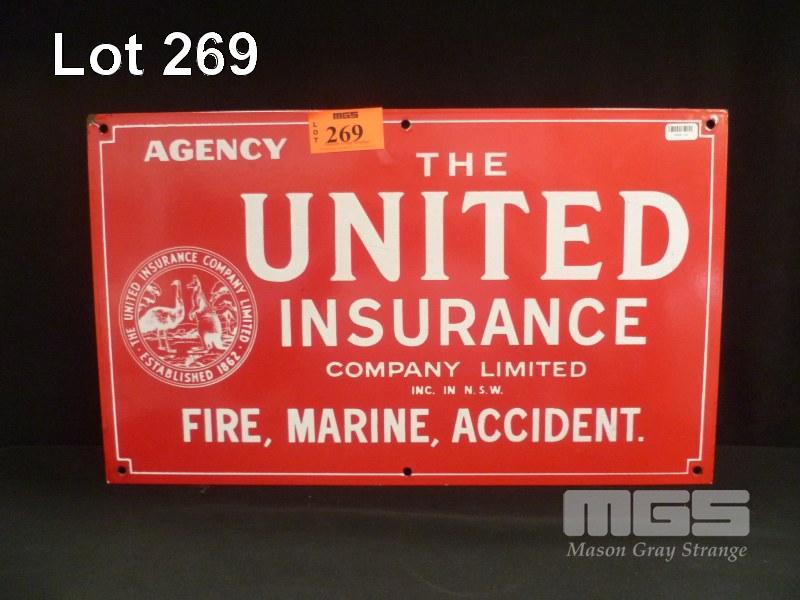 Lot 269
MGS
LOT
269
AGENCY
THE
UNITED
INSURANCE
COMPANY LIMITED
INC. IN N.S.W.
FIRE, MARINE, ACCIDENT.
THE UNITED INSURANCE COMPANY LIMITED
· ESTABLISHED 1862 ·
MGS
Mason Gray Strange